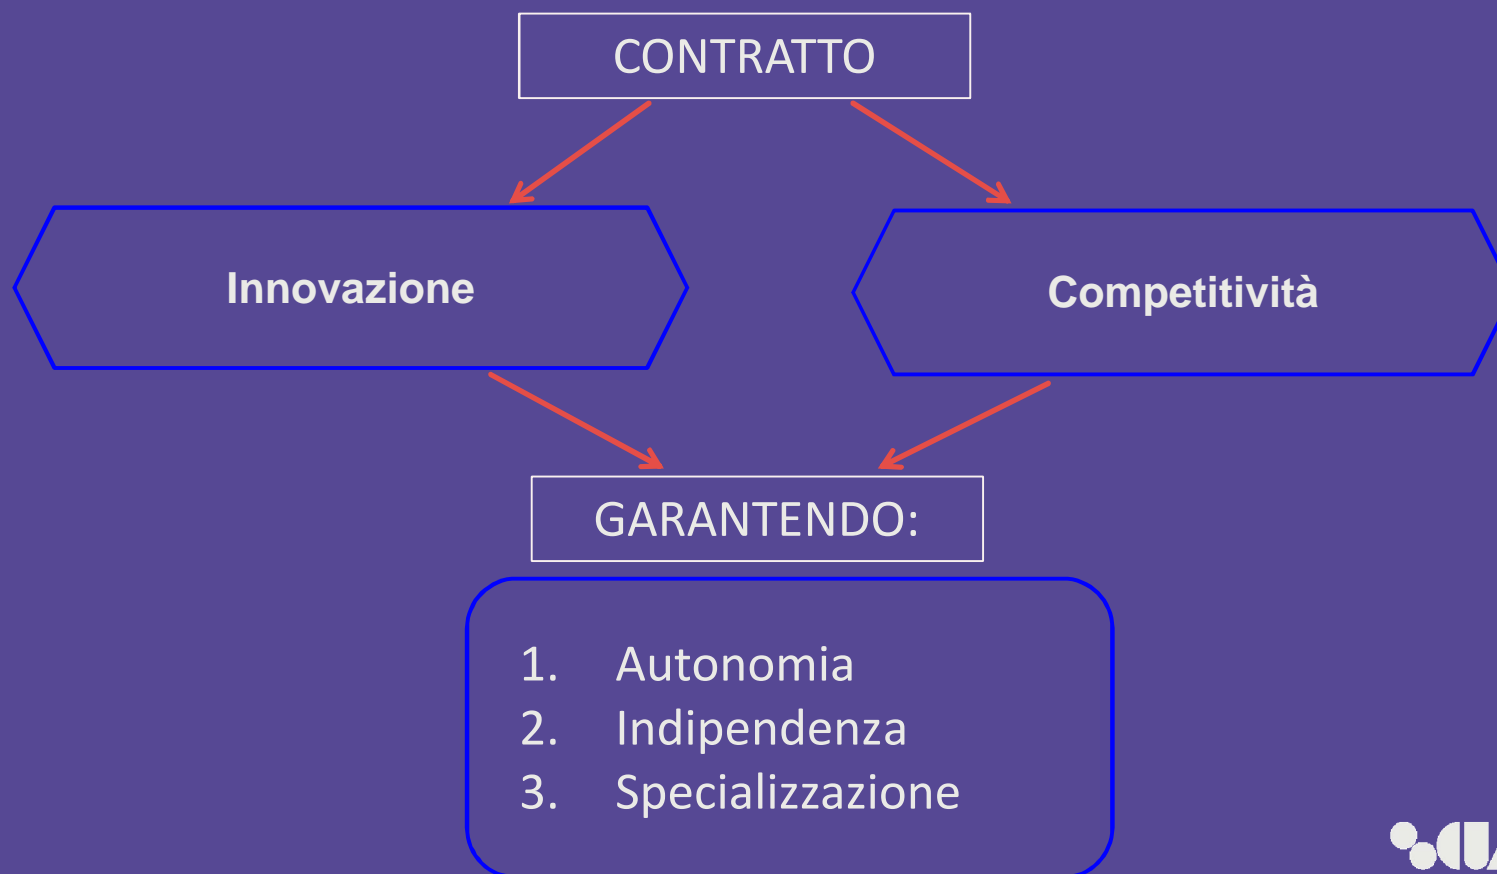 CONTRATTO
Innovazione
Competitività
GARANTENDO:
1. Autonomia
2. Indipendenza
3. Specializzazione